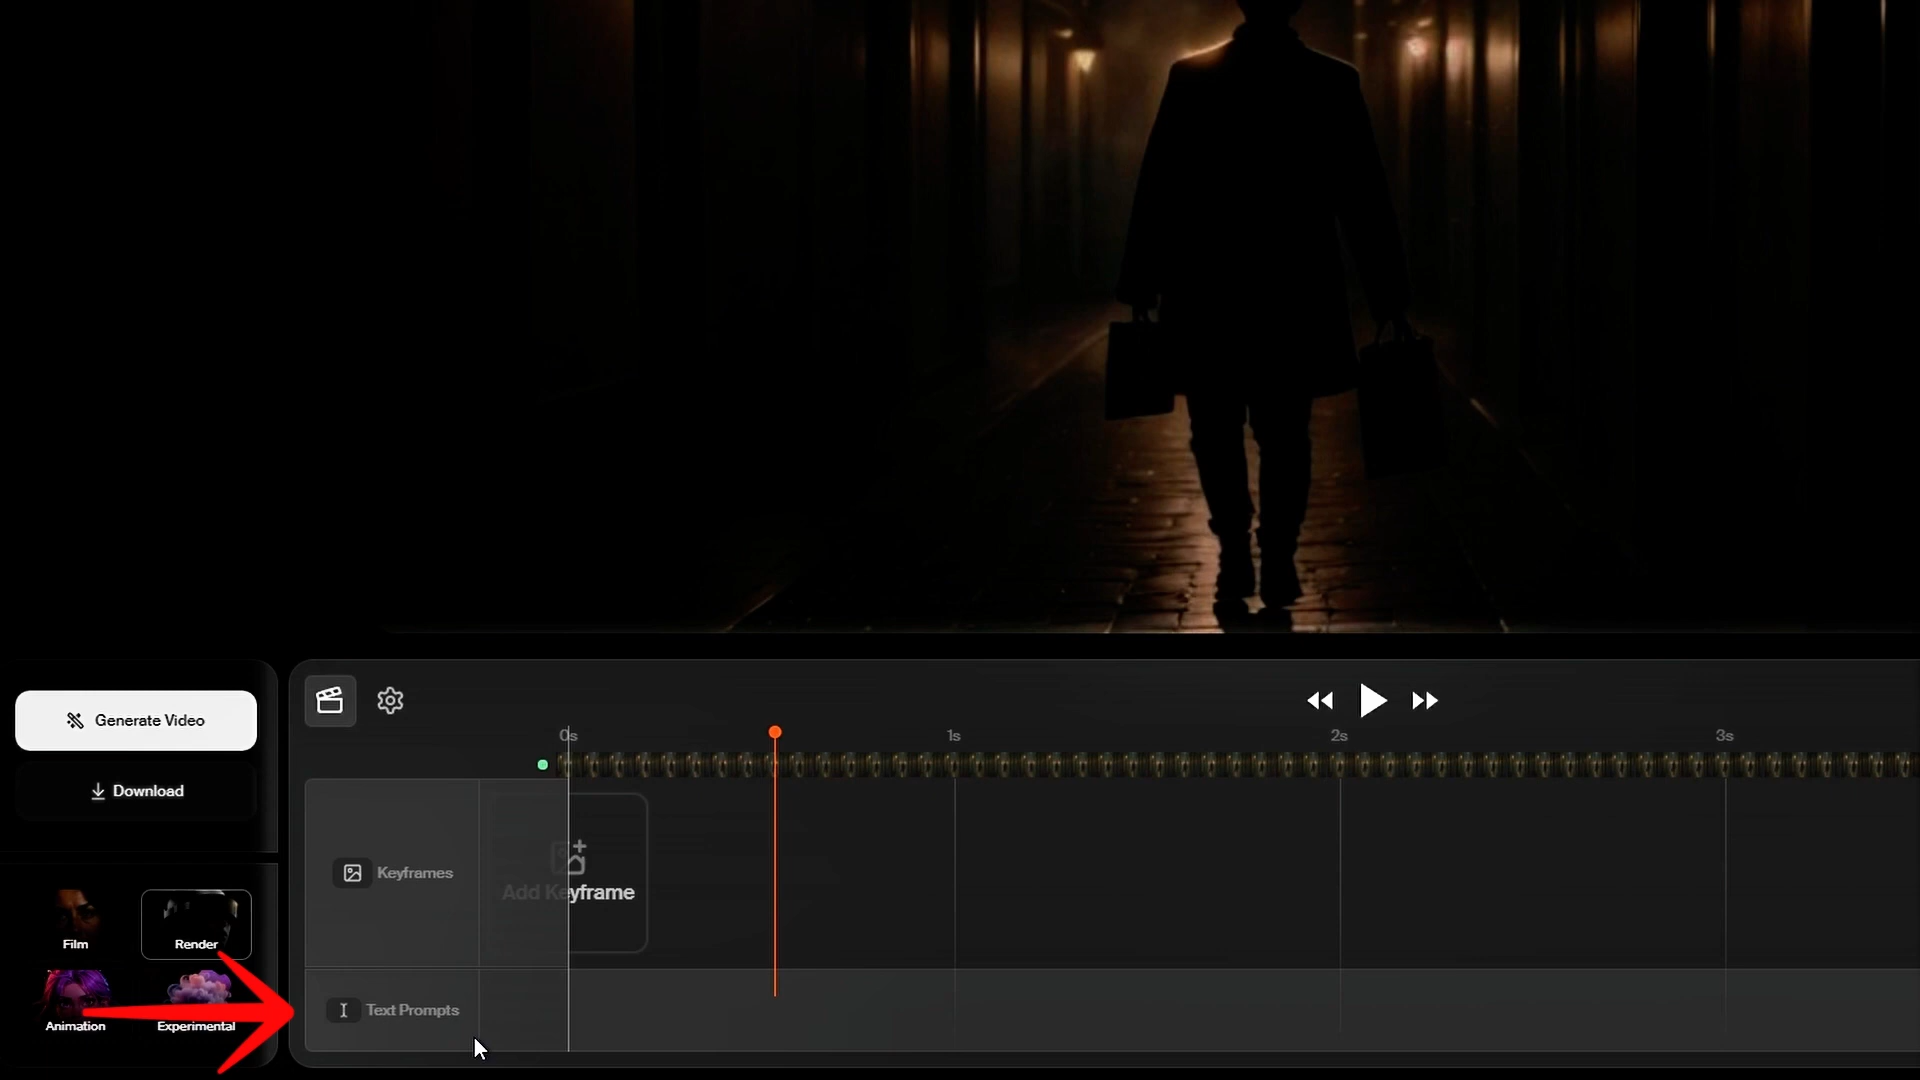 Generate Video
Download
0s
1s
2s
3s
Keyframes
Add Keyframe
Film
Render
Text Prompts
Animation
Experimental